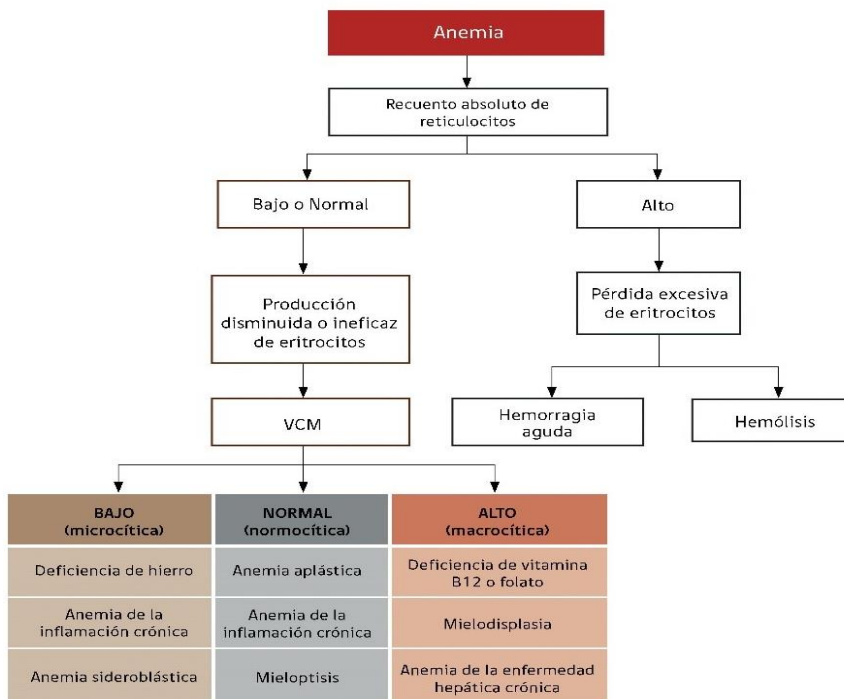 Anemia
Recuento absoluto de
reticulocitos
Bajo o Normal
Alto
Producción
disminuida o ineficaz
de eritrocitos
Pérdida excesiva
de eritrocitos
VCM
Hemorragia
aguda
Hemólisis
BAJO
(microcítica)
NORMAL
(normocítica)
ALTO
(macrocítica)
Deficiencia de hierro
Anemia aplástica
Deficiencia de vitamina
B12 o folato
Anemia de la
inflamación crónica
Anemia de la
inflamación crónica
Mielodisplasia
Anemia sideroblástica
Mieloptisis
Anemia de la enfermedad
hepática crónica